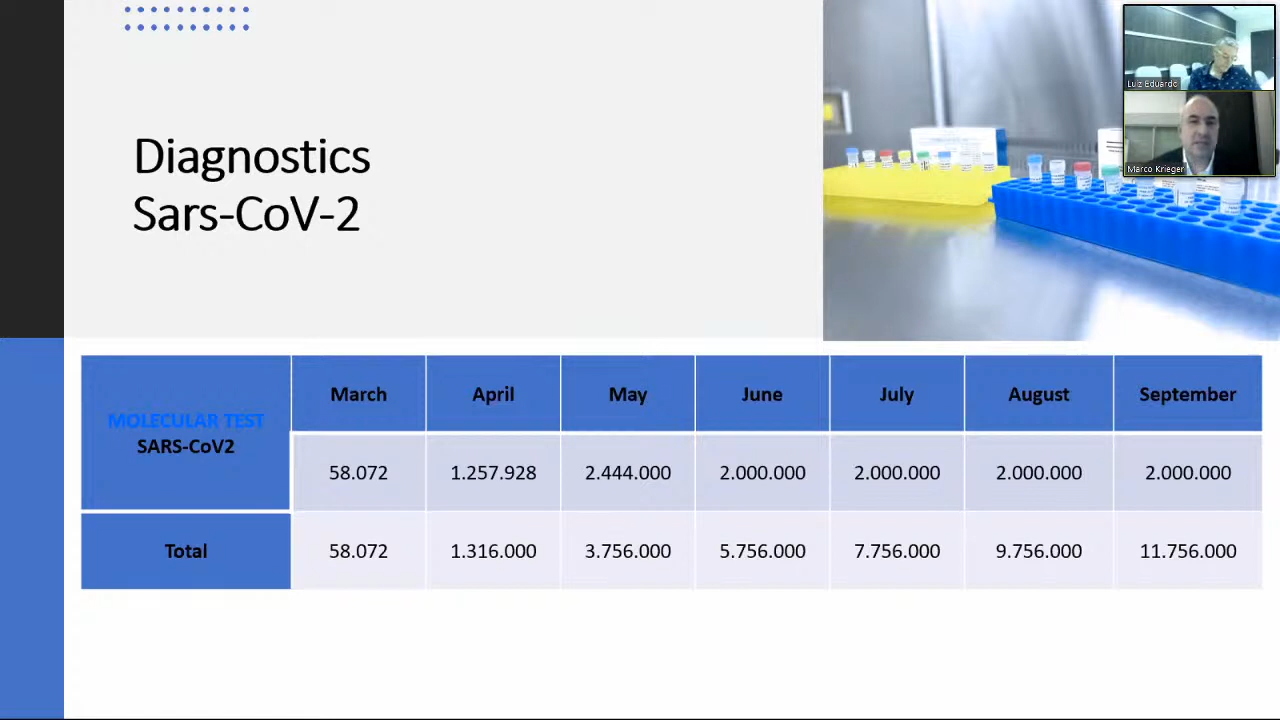 Diagnostics
Sars-CoV-2
Luiz Eduardo
Marco Krieger
MOLECULAR TEST
SARS-CoV2
March April May June July August September
58.072 1.257.928 2.444.000 2.000.000 2.000.000 2.000.000 2.000.000
Total 58.072 1.316.000 3.756.000 5.756.000 7.756.000 9.756.000 11.756.000